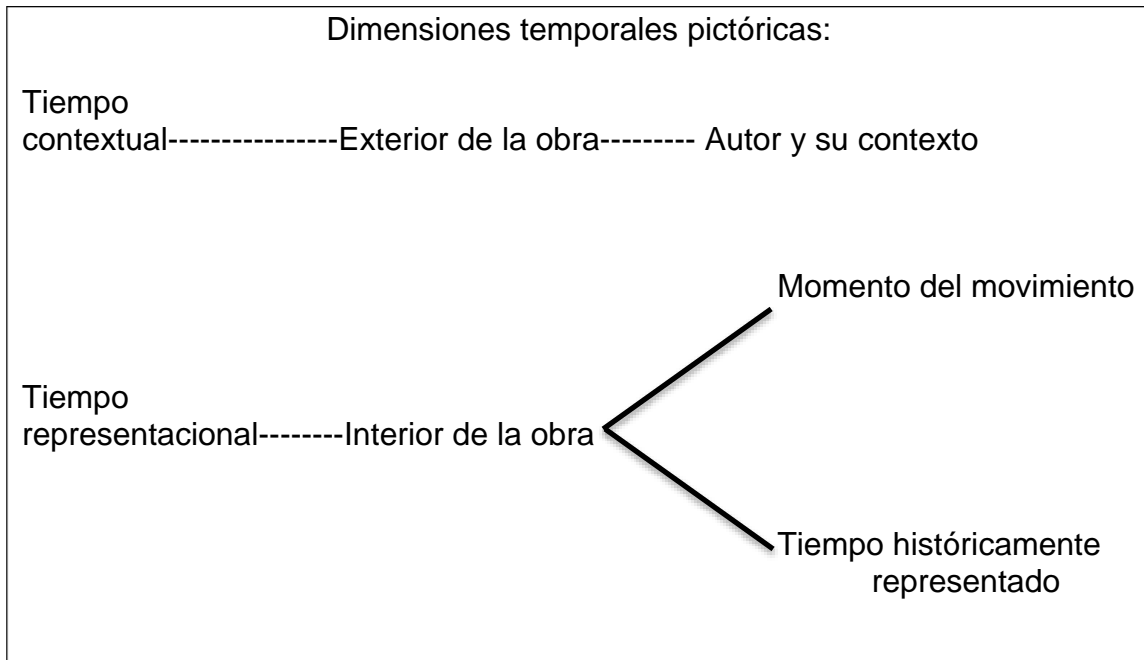 Dimensiones temporales pictóricas:
Tiempo
contextual----------------Exterior de la obra--------- Autor y su contexto
Momento del movimiento
Tiempo
representacional--------Interior de la obra
Tiempo históricamente
representado